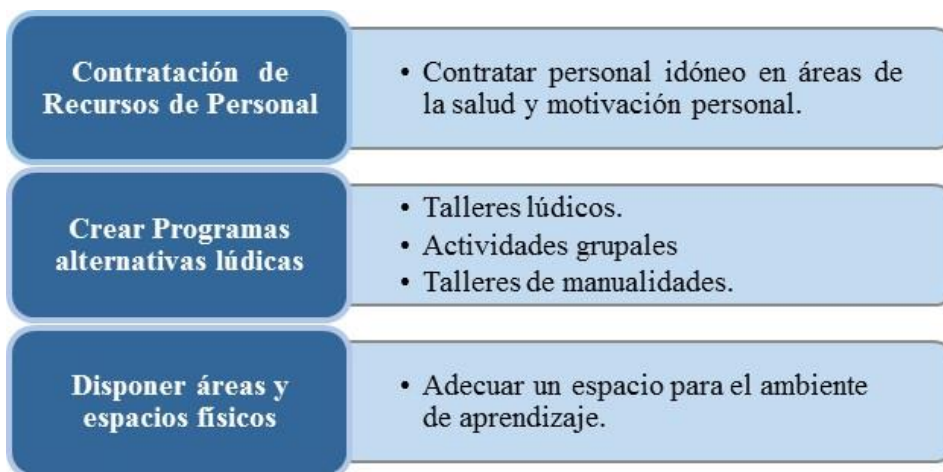 Contratación de
Recursos de Personal
• Contratar personal idóneo en áreas de
la salud y motivación personal.
Crear Programas
alternativas lúdicas
• Talleres lúdicos.
• Actividades grupales
• Talleres de manualidades.
Disponer áreas y
espacios físicos
• Adecuar un espacio para el ambiente
de aprendizaje.